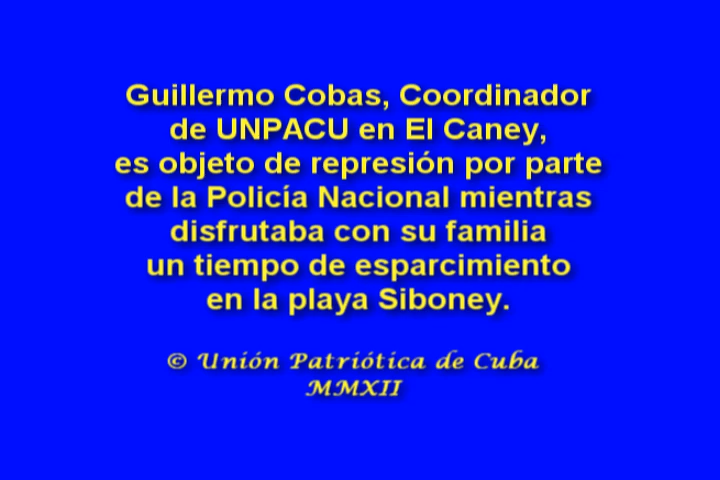 Guillermo Cobas, Coordinador
de UNPACU en El Caney,
es objeto de represión por parte
de la Policía Nacional mientras
disfrutaba con su familia
un tiempo de esparcimiento
en la playa Siboney.
© Unión Patriótica de Cuba
MMXII